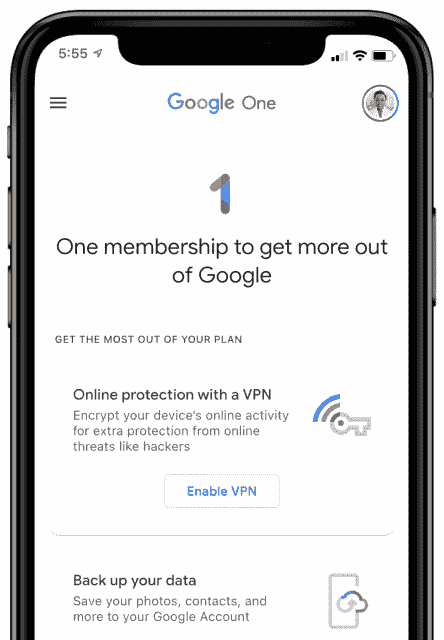 5:55
Google One
1
One membership to get more out
of Google
GET THE MOST OUT OF YOUR PLAN
Online protection with a VPN
Encrypt your device's online activity
for extra protection from online
threats like hackers
Enable VPN
Back up your data
Save your photos, contacts, and
more to your Google Account